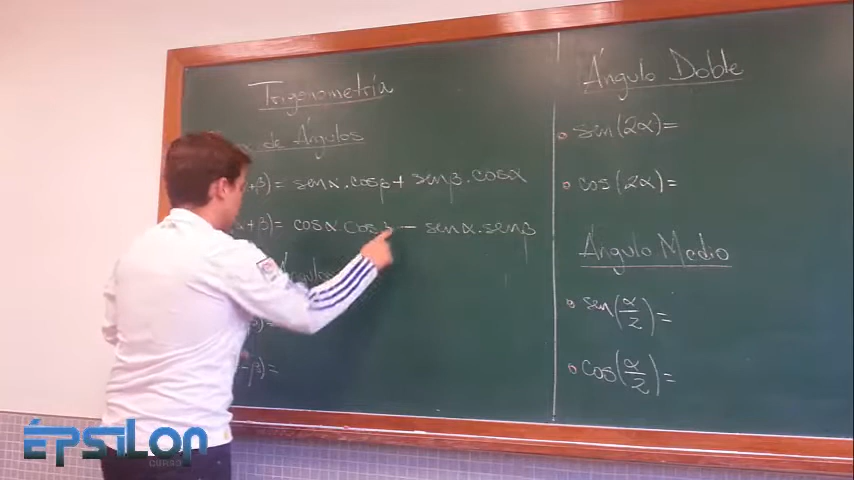 Trigonometría
de Ángulos
β)= senα.cosβ + senβ.cosα
α+β)= cosα.cosβ − senα.senβ
Ángulos
)=
-β)=
Ángulo Doble
sen(2α)=
cos(2α)=
Ángulo Medio
sen(α/2)=
cos(α/2)=
ÉPSILON